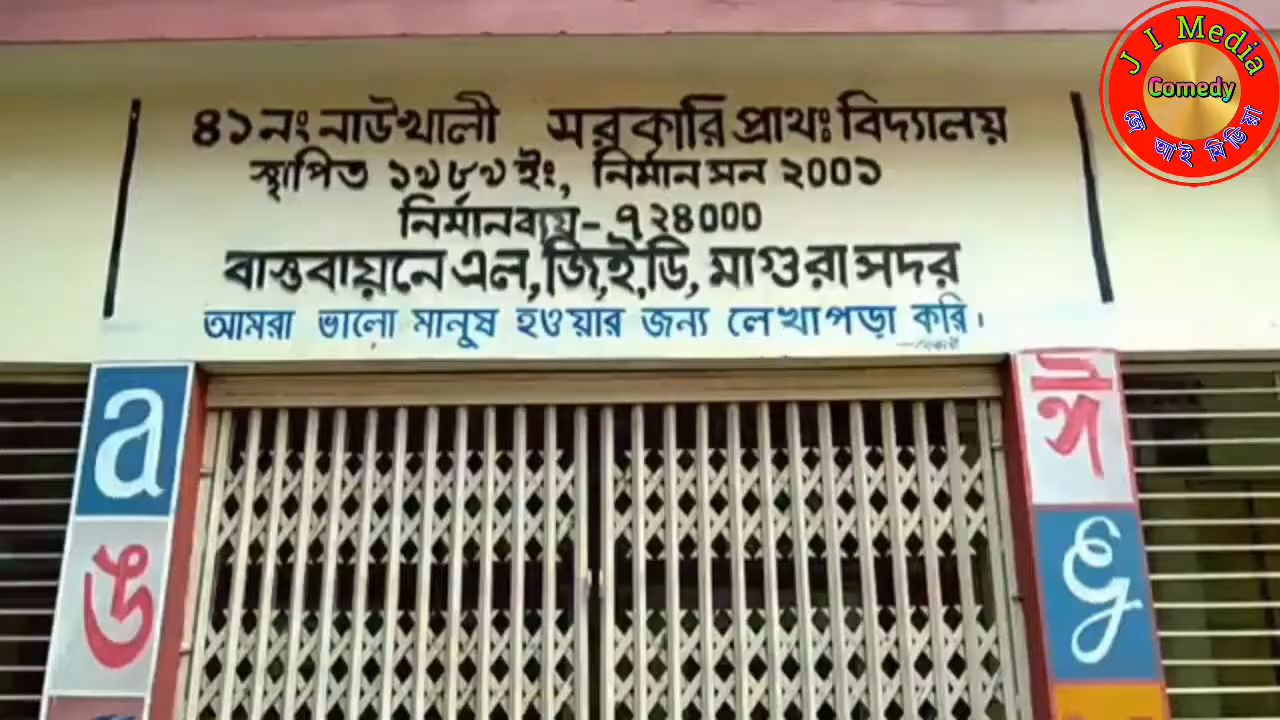 ৪১নং নাউখালী সরকারি প্রাথঃ বিদ্যালয়
স্থাপিত ১৯৮৯ ইং, নির্মান সন ২০০১
নির্মানব্যয় - ৭২৪০০০
বাস্তবায়নে এল,জি,ই,ডি, মাগুরা সদর
আমরা ভালো মানুষ হওয়ার জন্য লেখাপড়া করি।
a
ঙ
ঈ
g
J I Media
Comedy
জে আই মিডিয়া